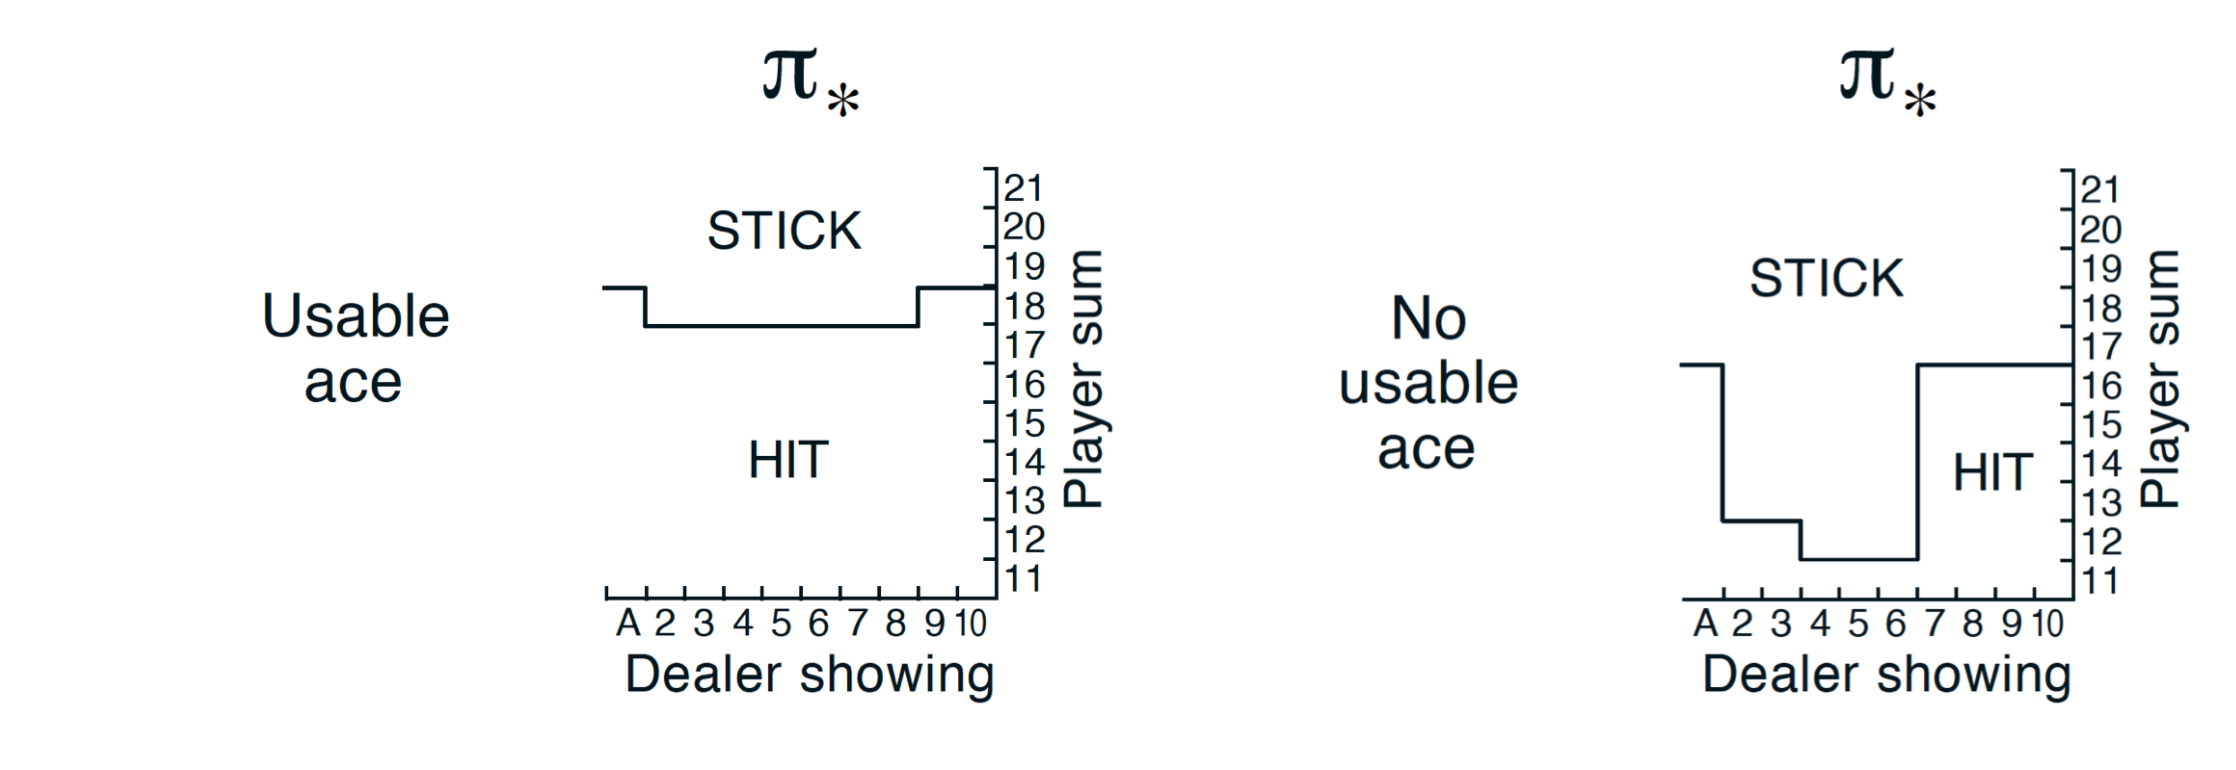 π*
STICK
HIT
Usable
ace
21
20
19
18
17
16
15
14
13
12
11
Player sum
A 2 3 4 5 6 7 8 9 10
Dealer showing
π*
STICK
HIT
No
usable
ace
21
20
19
18
17
16
15
14
13
12
11
Player sum
A 2 3 4 5 6 7 8 9 10
Dealer showing